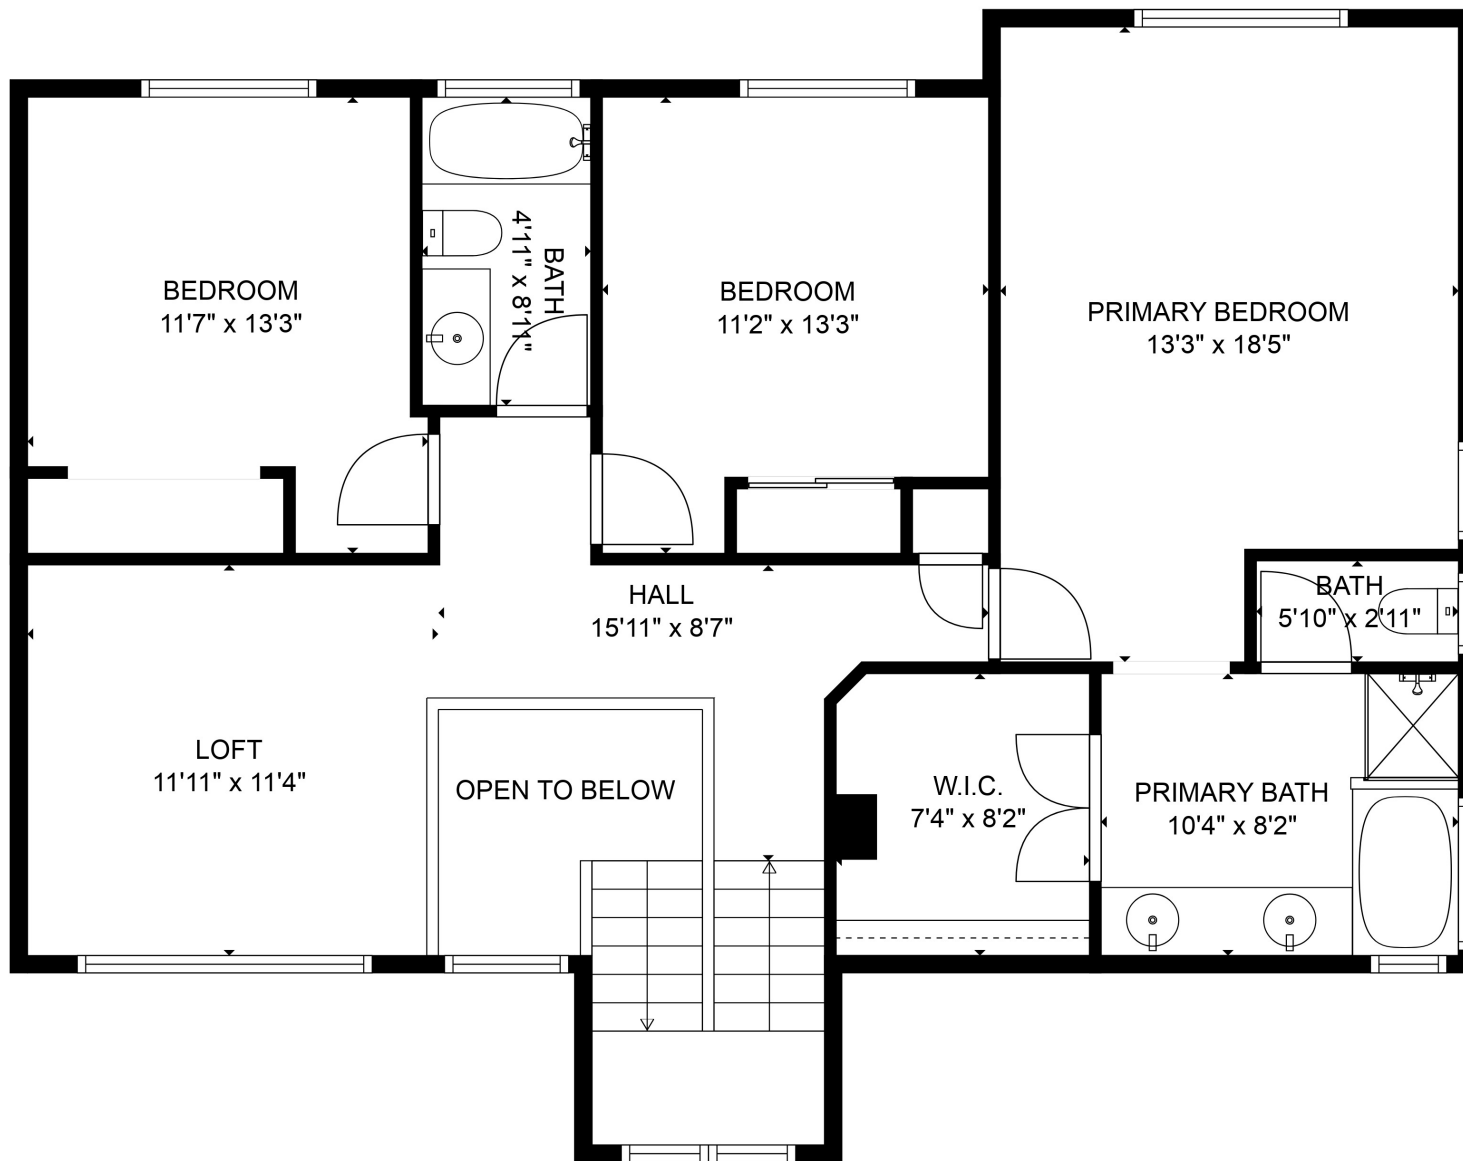 BEDROOM
11'7" x 13'3"
BATH
4'11" x 8'11"
BEDROOM
11'2" x 13'3"
PRIMARY BEDROOM
13'3" x 18'5"
HALL
15'11" x 8'7"
BATH
5'10" x 2'11"
LOFT
11'11" x 11'4"
OPEN TO BELOW
W.I.C.
7'4" x 8'2"
PRIMARY BATH
10'4" x 8'2"